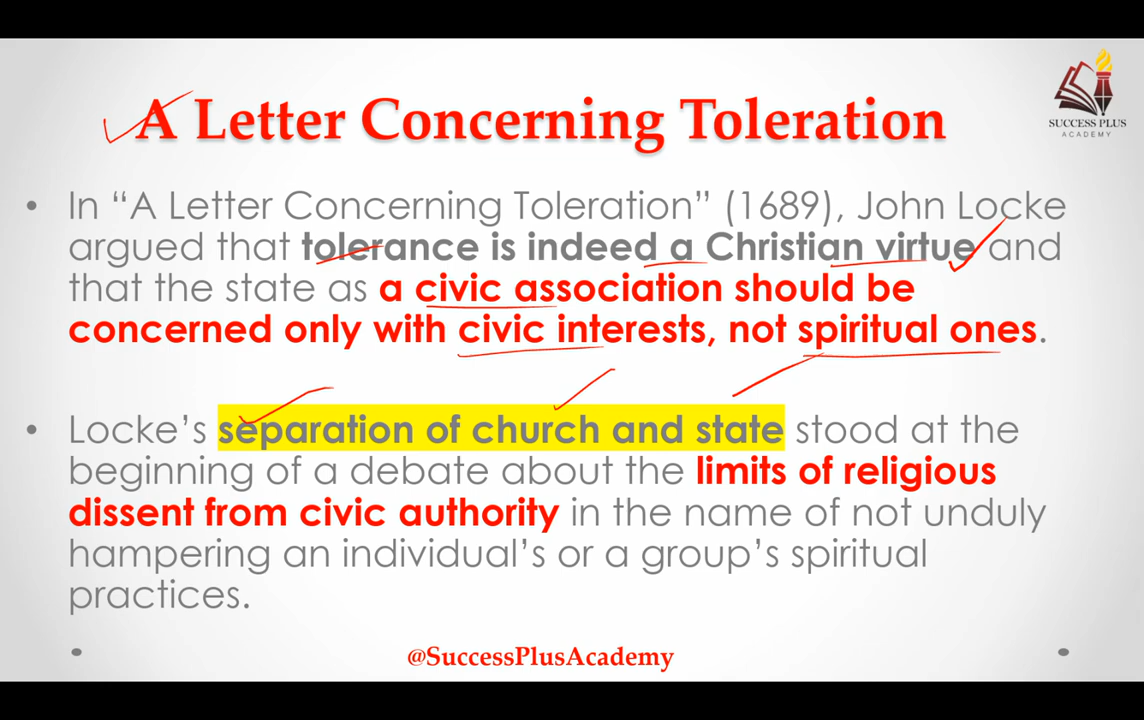 SUCCESS PLUS
ACADEMY
A Letter Concerning Toleration
• In “A Letter Concerning Toleration” (1689), John Locke
argued that tolerance is indeed a Christian virtue and
that the state as a civic association should be
concerned only with civic interests, not spiritual ones.
• Locke’s separation of church and state stood at the
beginning of a debate about the limits of religious
dissent from civic authority in the name of not unduly
hampering an individual’s or a group’s spiritual
practices.
@SuccessPlusAcademy